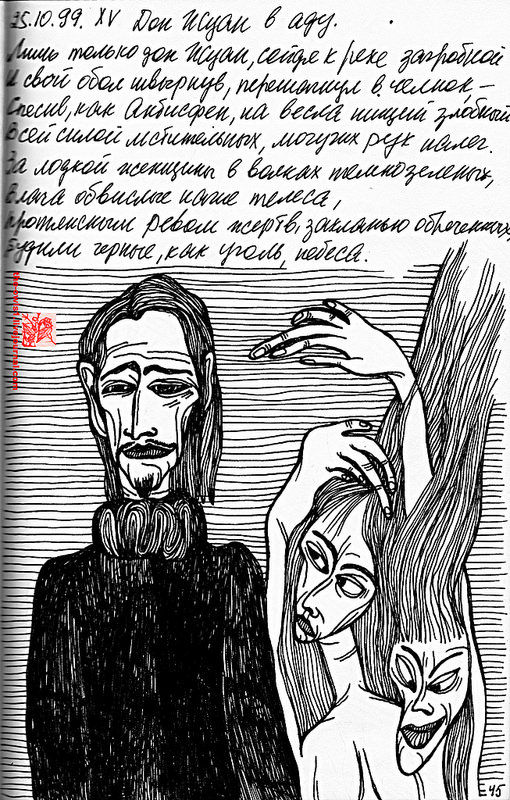 25.10.99. XV Дон Жуан в аду.
Лишь только дон Жуан, сойдя к реке загробной
И свой обол швырнув, перешагнул в челнок, —
Спесив, как Антисфен, на весла нищий злобный
Всей силой мстительных, могучих рук налег.
За лодкой женщины в волнах темнозеленых,
Влача обвислые нагие телеса,
Протяжным ревом жертв, закланью обреченных,
Будили черные, как уголь, небеса.
E 45